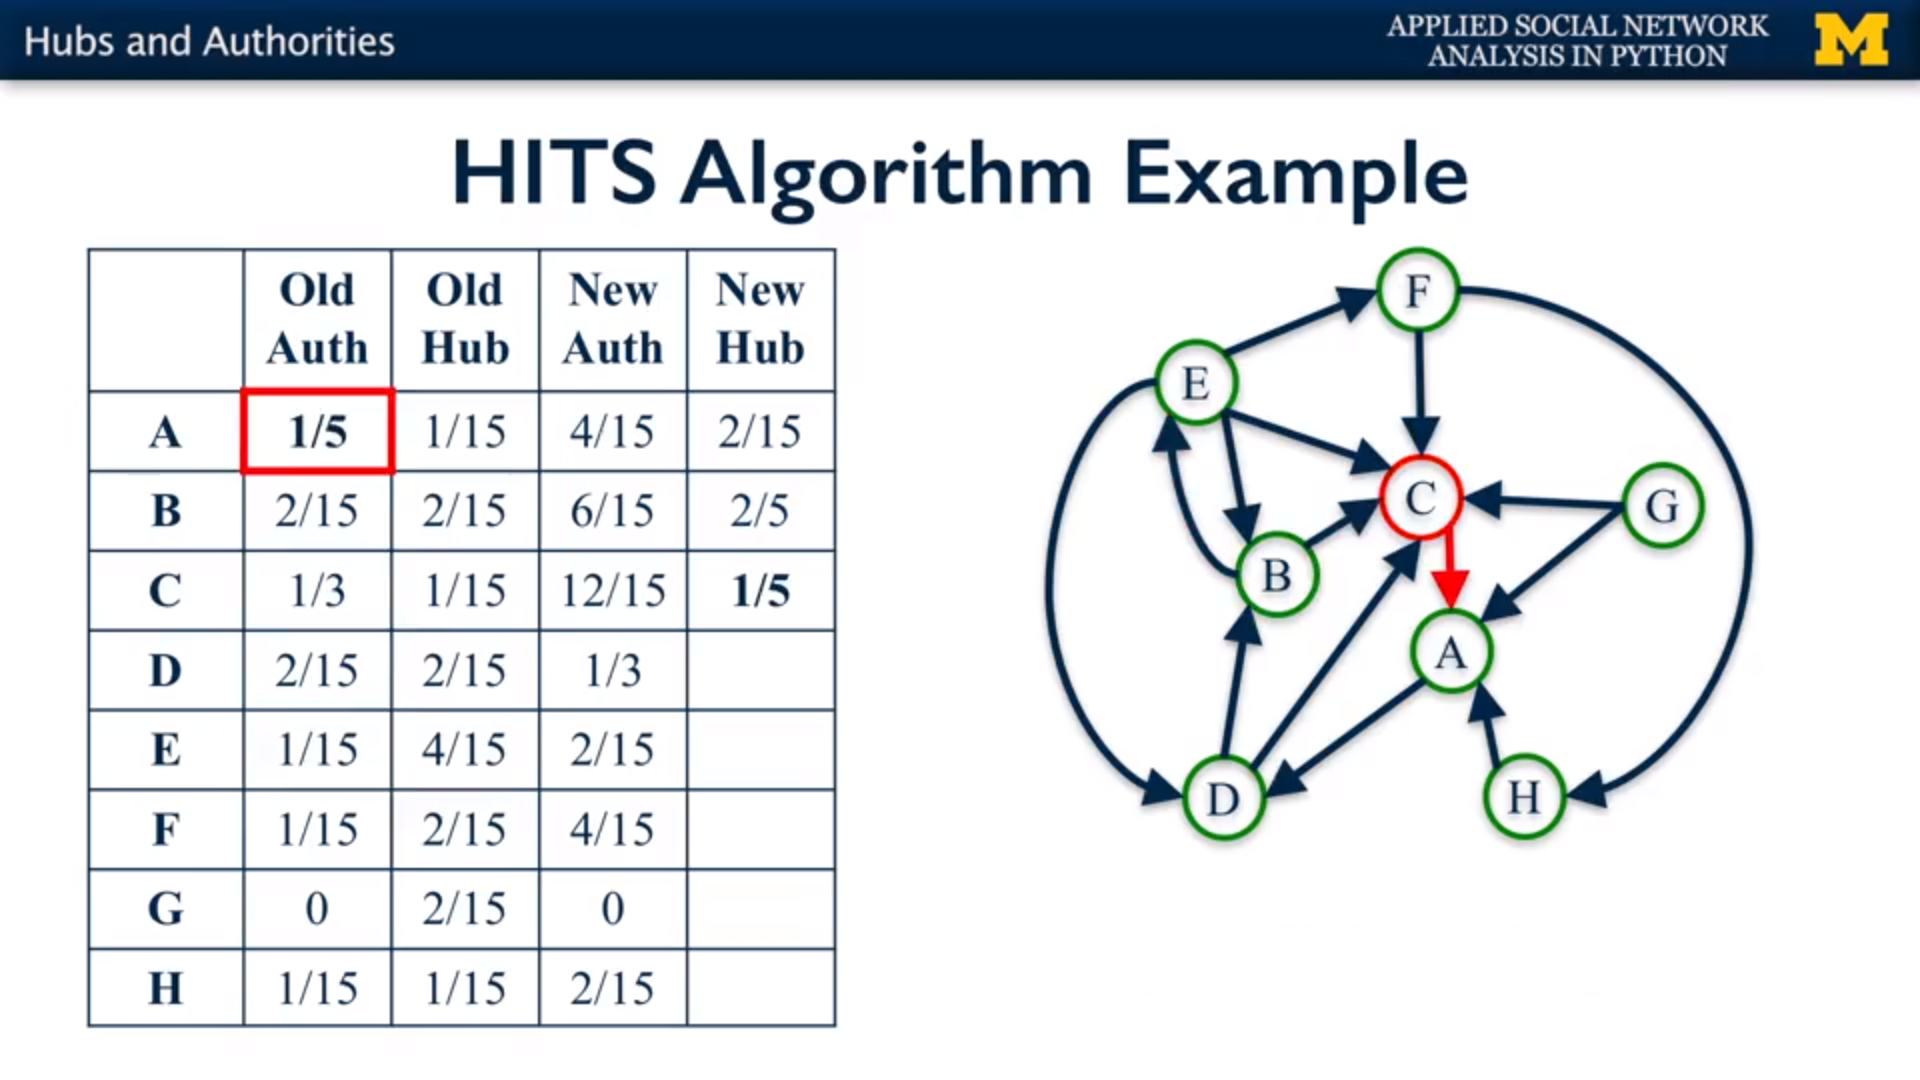 Hubs and Authorities
APPLIED SOCIAL NETWORK
ANALYSIS IN PYTHON
M
HITS Algorithm Example
Old Auth Old Hub New Auth New Hub
A 1/5 1/15 4/15 2/15
B 2/15 2/15 6/15 2/5
C 1/3 1/15 12/15 1/5
D 2/15 2/15 1/3
E 1/15 4/15 2/15
F 1/15 2/15 4/15
G 0 2/15 0
H 1/15 1/15 2/15
F
E
C
G
B
A
D
H